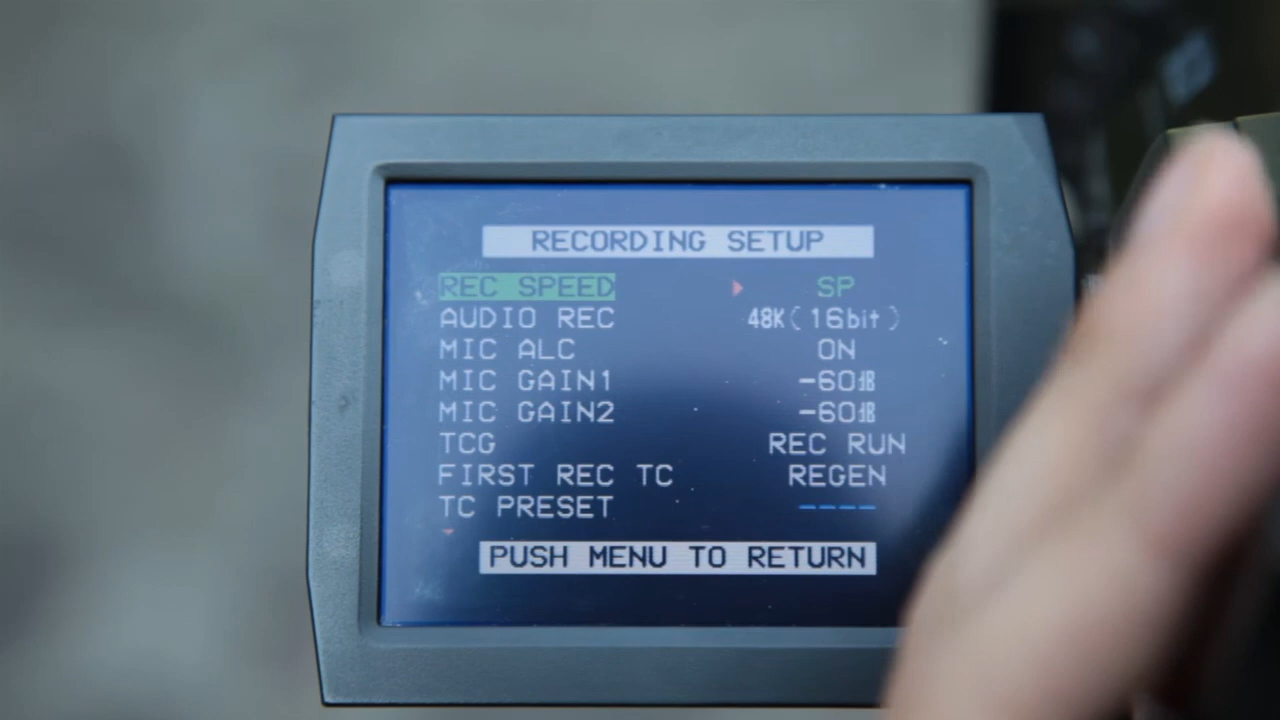 RECORDING SETUP
REC SPEED SP
AUDIO REC 48K(16bit)
MIC ALC ON
MIC GAIN1 -60dB
MIC GAIN2 -60dB
TCG REC RUN
FIRST REC TC REGEN
TC PRESET ----
PUSH MENU TO RETURN